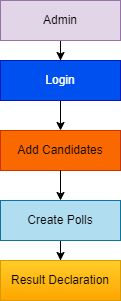 Admin
Login
Add Candidates
Create Polls
Result Declaration